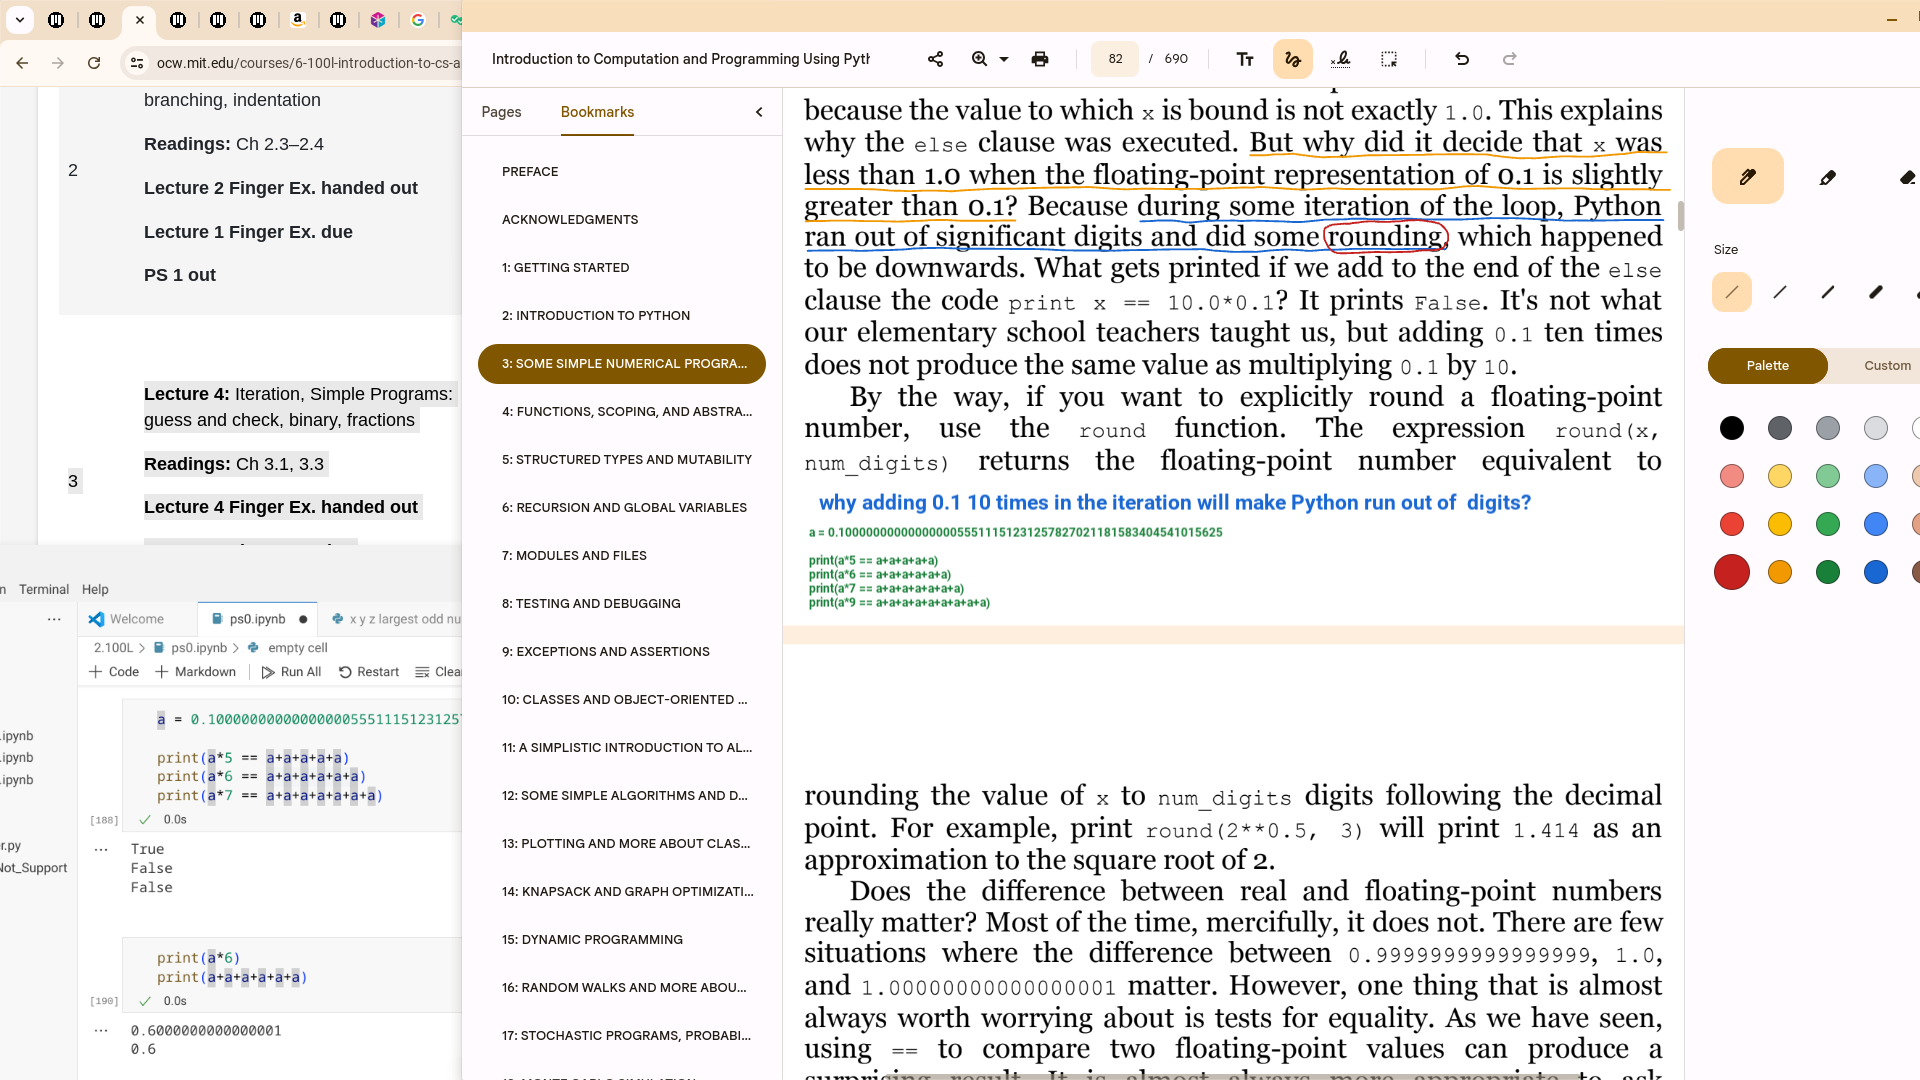 ocw.mit.edu/courses/6-100l-introduction-to-cs-a
branching, indentation
Readings: Ch 2.3–2.4
2
Lecture 2 Finger Ex. handed out
Lecture 1 Finger Ex. due
PS 1 out
Lecture 4: Iteration, Simple Programs:
guess and check, binary, fractions
Readings: Ch 3.1, 3.3
3
Lecture 4 Finger Ex. handed out
n Terminal Help
Welcome
ps0.ipynb
x y z largest odd nu
2.100L > ps0.ipynb > empty cell
+ Code + Markdown Run All Restart Clea
.ipynb
.ipynb
.ipynb
r.py
Not_Support
a = 0.1000000000000000055511151231257
print(a*5 == a+a+a+a+a)
print(a*6 == a+a+a+a+a+a)
print(a*7 == a+a+a+a+a+a+a)
[188] 0.0s
True
False
False
print(a*6)
print(a+a+a+a+a+a)
[190] 0.0s
0.6000000000000001
0.6
Introduction to Computation and Programming Using Pyth
82 / 690
Pages Bookmarks
PREFACE
ACKNOWLEDGMENTS
1: GETTING STARTED
2: INTRODUCTION TO PYTHON
3: SOME SIMPLE NUMERICAL PROGRA...
4: FUNCTIONS, SCOPING, AND ABSTRA...
5: STRUCTURED TYPES AND MUTABILITY
6: RECURSION AND GLOBAL VARIABLES
7: MODULES AND FILES
8: TESTING AND DEBUGGING
9: EXCEPTIONS AND ASSERTIONS
10: CLASSES AND OBJECT-ORIENTED ...
11: A SIMPLISTIC INTRODUCTION TO AL...
12: SOME SIMPLE ALGORITHMS AND D...
13: PLOTTING AND MORE ABOUT CLAS...
14: KNAPSACK AND GRAPH OPTIMIZATI...
15: DYNAMIC PROGRAMMING
16: RANDOM WALKS AND MORE ABOU...
17: STOCHASTIC PROGRAMS, PROBABI...
because the value to which x is bound is not exactly 1.0. This explains
why the else clause was executed. But why did it decide that x was
less than 1.0 when the floating-point representation of 0.1 is slightly
greater than 0.1? Because during some iteration of the loop, Python
ran out of significant digits and did some rounding, which happened
to be downwards. What gets printed if we add to the end of the else
clause the code print x == 10.0*0.1? It prints False. It's not what
our elementary school teachers taught us, but adding 0.1 ten times
does not produce the same value as multiplying 0.1 by 10.
By the way, if you want to explicitly round a floating-point
number, use the round function. The expression round(x,
num_digits) returns the floating-point number equivalent to
why adding 0.1 10 times in the iteration will make Python run out of digits?
a = 0.1000000000000000055511151231257827021181583404541015625
print(a*5 == a+a+a+a+a)
print(a*6 == a+a+a+a+a+a)
print(a*7 == a+a+a+a+a+a+a)
print(a*9 == a+a+a+a+a+a+a+a+a)
rounding the value of x to num_digits digits following the decimal
point. For example, print round(2**0.5, 3) will print 1.414 as an
approximation to the square root of 2.
Does the difference between real and floating-point numbers
really matter? Most of the time, mercifully, it does not. There are few
situations where the difference between 0.9999999999999999, 1.0,
and 1.00000000000000001 matter. However, one thing that is almost
always worth worrying about is tests for equality. As we have seen,
using == to compare two floating-point values can produce a
surprising result. It is almost always more appropriate to ask
Size
Palette Custom